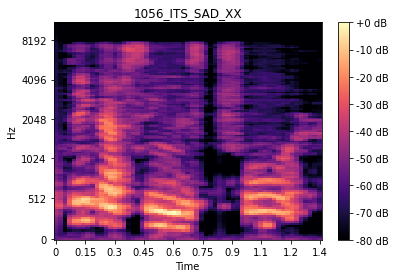 1056_ITS_SAD_XX
+0 dB
8192
-10 dB
4096
-20 dB
-30 dB
2048
Hz
-40 dB
1024
-50 dB
512
-60 dB
-70 dB
0
-80 dB
0 0.15 0.3 0.45 0.6 0.75 0.9 1.1 1.2 1.4
Time